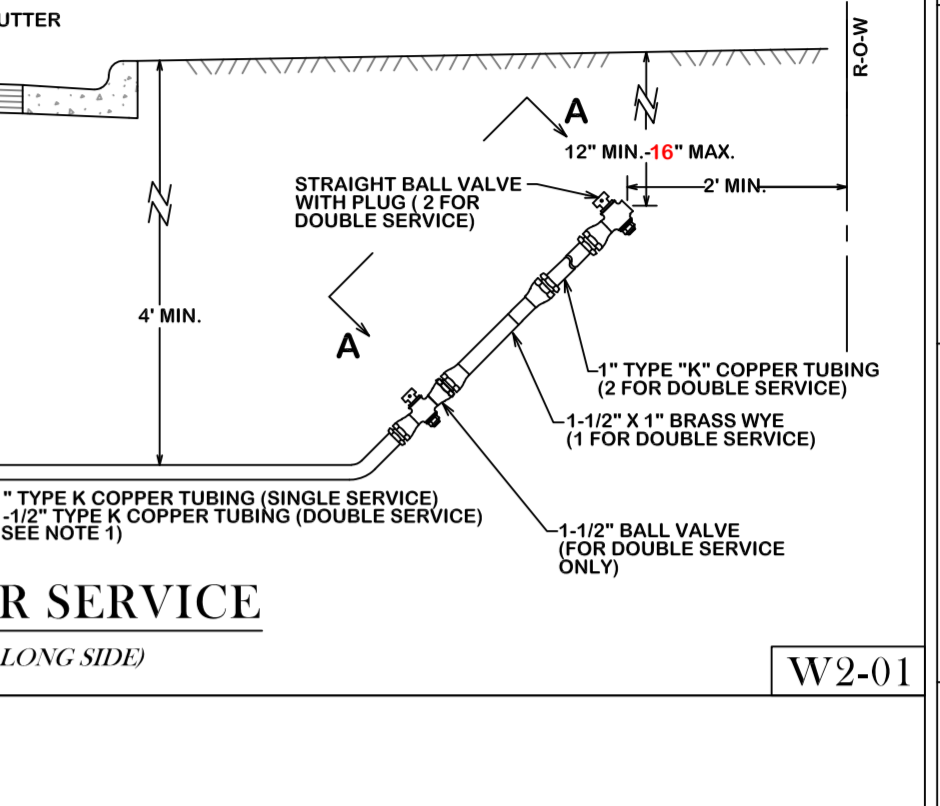 UTTER
R-O-W
A
12" MIN.-16" MAX.
2' MIN.
STRAIGHT BALL VALVE
WITH PLUG ( 2 FOR
DOUBLE SERVICE)
4' MIN.
A
1" TYPE "K" COPPER TUBING
(2 FOR DOUBLE SERVICE)
1-1/2" X 1" BRASS WYE
(1 FOR DOUBLE SERVICE)
" TYPE K COPPER TUBING (SINGLE SERVICE)
-1/2" TYPE K COPPER TUBING (DOUBLE SERVICE)
SEE NOTE 1)
1-1/2" BALL VALVE
(FOR DOUBLE SERVICE
ONLY)
R SERVICE
LONG SIDE)
W2-01